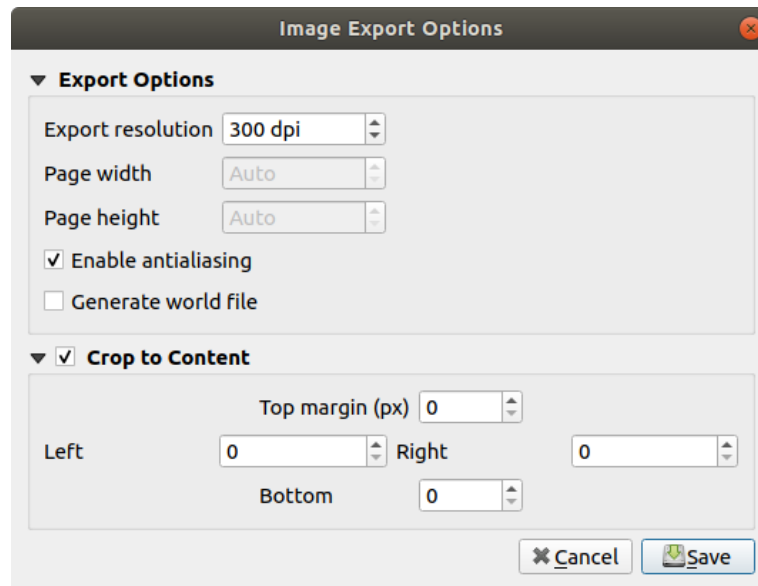 Image Export Options
Export Options
Export resolution 300 dpi
Page width Auto
Page height Auto
Enable antialiasing
Generate world file
Crop to Content
Top margin (px) 0
Left 0 Right 0
Bottom 0
Cancel Save